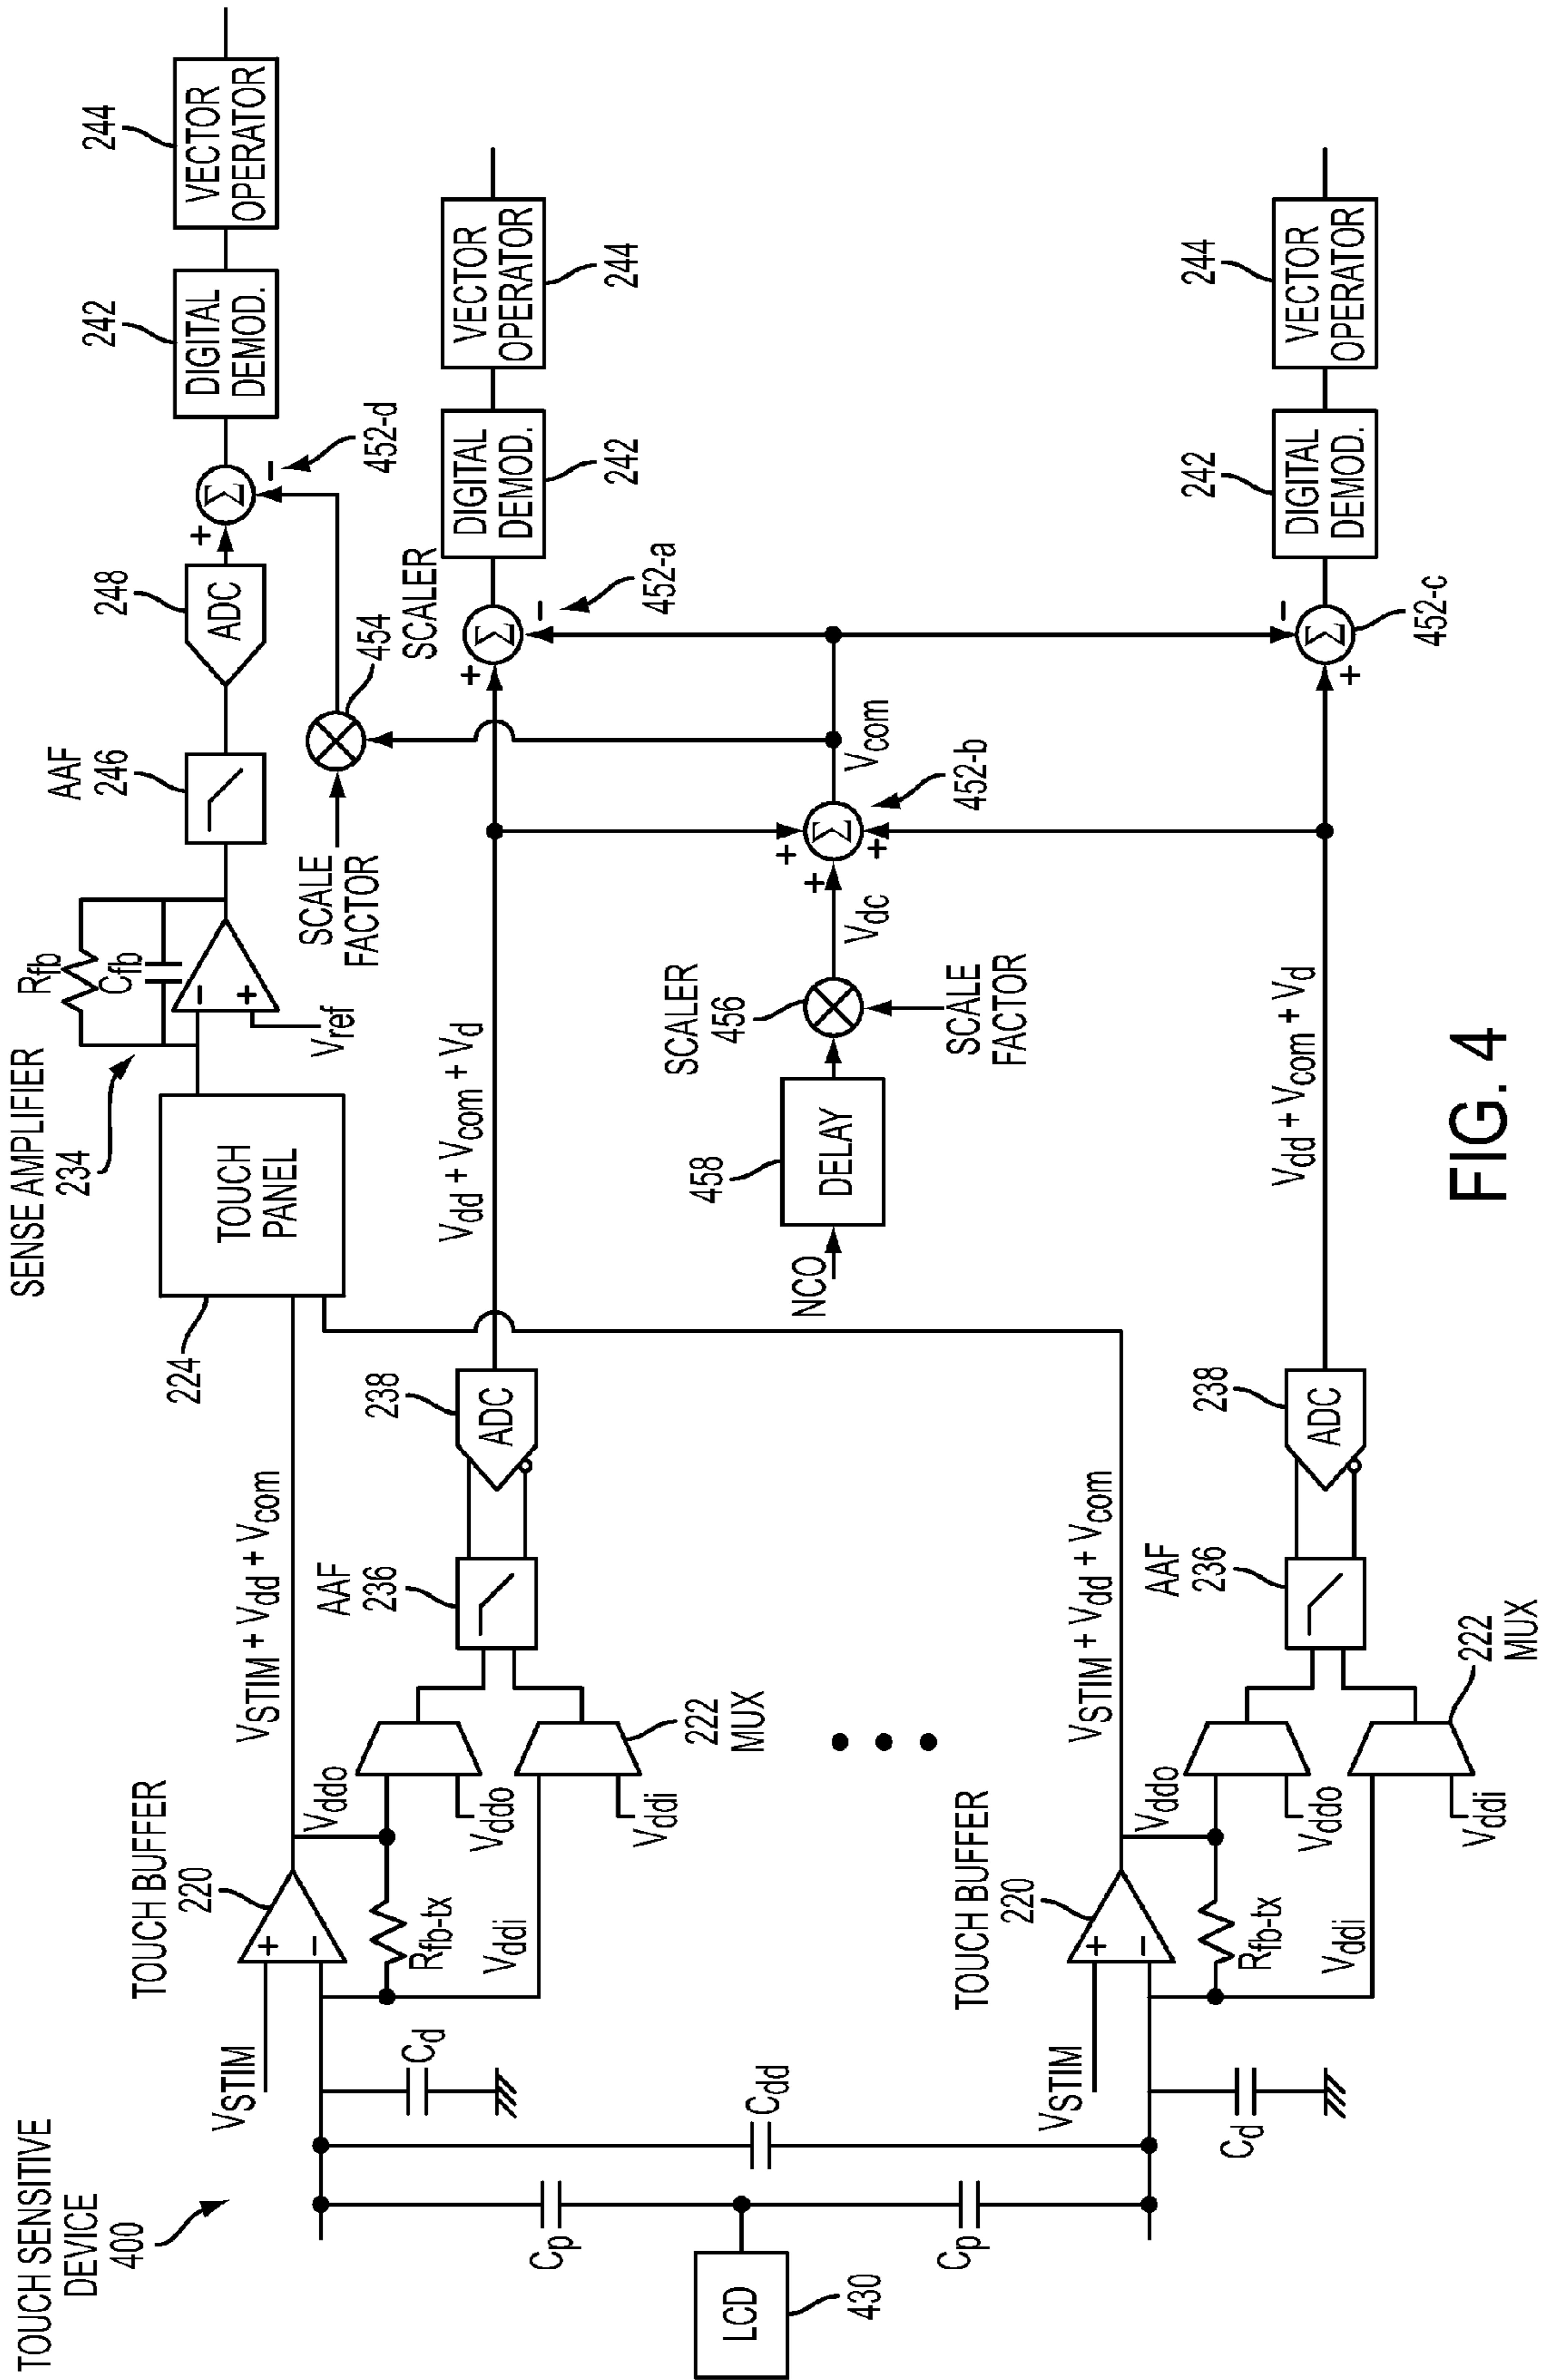 TOUCH SENSITIVE
DEVICE
400
LCD
430
Cp
Cp
Cdd
VSTIM
Cd
TOUCH BUFFER
220
+
−
Rfb-tx
Vddi
Vddo
Vddo
Vddi
222
MUX
VSTIM + Vdd + Vcom
AAF
236
238
ADC
224
TOUCH
PANEL
SENSE AMPLIFIER
234
Rfb
Cfb
−
+
Vref
AAF
246
248
ADC
+
Σ
−
452-d
242
DIGITAL
DEMOD.
244
VECTOR
OPERATOR
SCALE
FACTOR
454
SCALER
Vdd + Vcom + Vd
+
Σ
−
452-a
DIGITAL
DEMOD.
242
VECTOR
OPERATOR
244
NCO
458
DELAY
SCALER
456
SCALE
FACTOR
Vdc
+
+
+
Σ
452-b
Vcom
VSTIM
Cd
TOUCH BUFFER
220
+
−
Rfb-tx
Vddi
Vddo
Vddo
Vddi
222
MUX
VSTIM + Vdd + Vcom
AAF
236
238
ADC
Vdd + Vcom + Vd
+
Σ
−
452-c
242
DIGITAL
DEMOD.
244
VECTOR
OPERATOR
FIG. 4